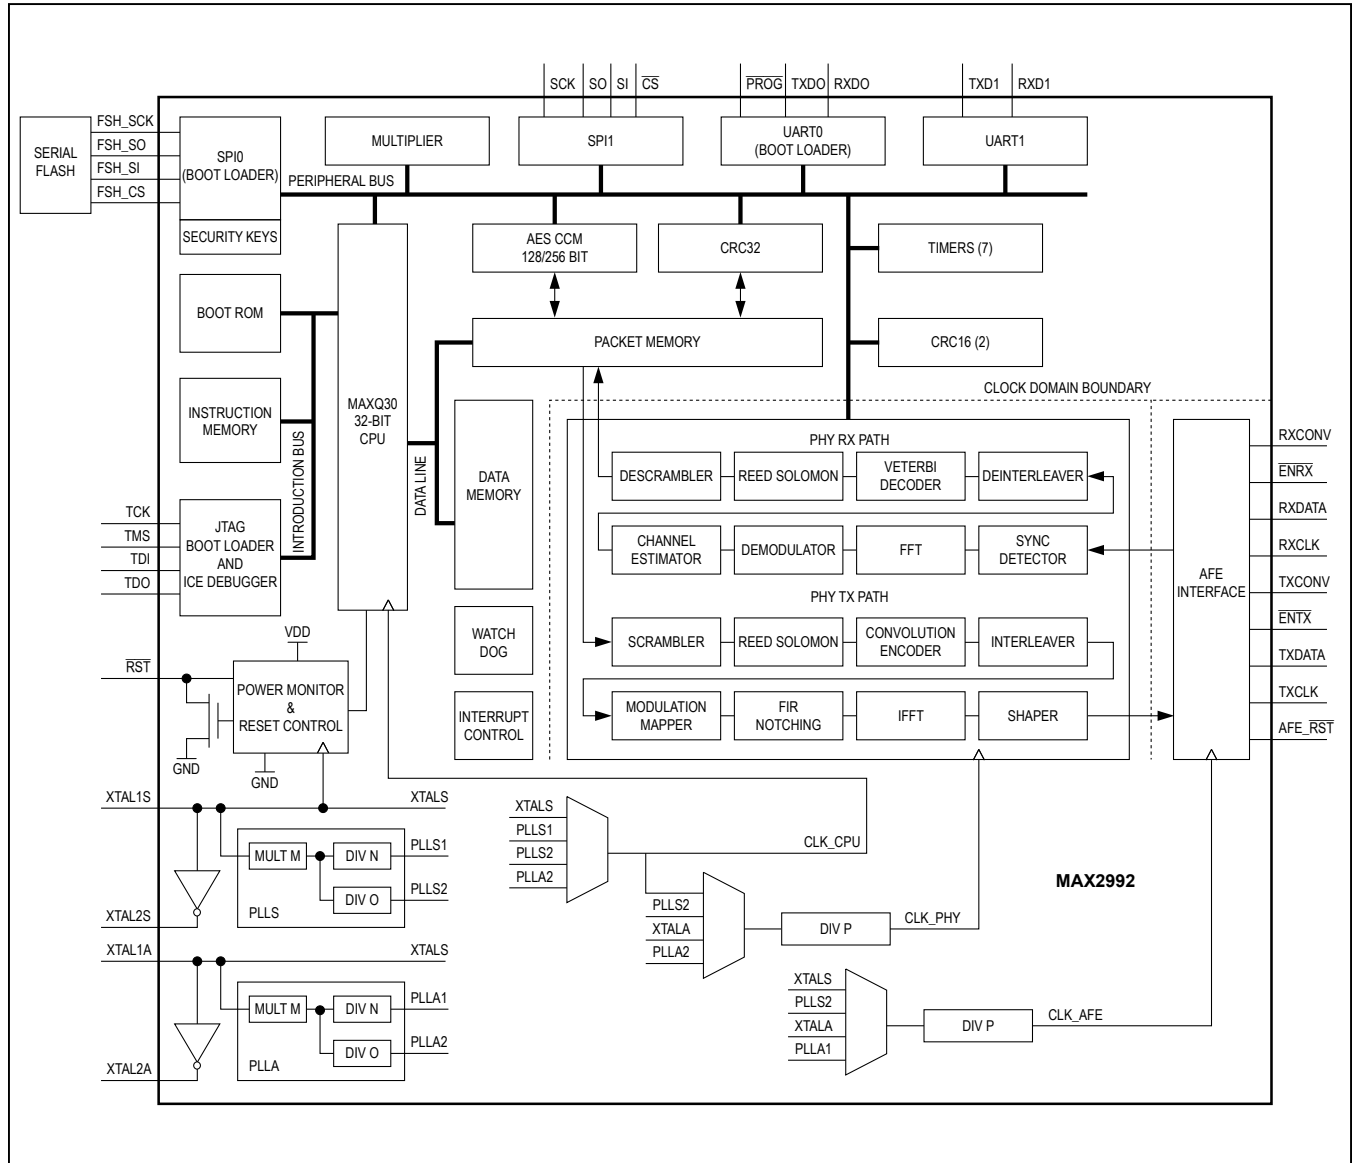 SCK SO SI CS
PROG TXDO RXDO
TXD1 RXD1
SERIAL
FLASH
FSH_SCK
FSH_SO
FSH_SI
FSH_CS
SPI0
(BOOT LOADER)
SECURITY KEYS
MULTIPLIER
SPI1
UART0
(BOOT LOADER)
UART1
PERIPHERAL BUS
AES CCM
128/256 BIT
CRC32
TIMERS (7)
BOOT ROM
PACKET MEMORY
CRC16 (2)
INSTRUCTION
MEMORY
INTRODUCTION BUS
MAXQ30
32-BIT
CPU
DATA LINE
DATA
MEMORY
CLOCK DOMAIN BOUNDARY
PHY RX PATH
DESCRAMBLER
REED SOLOMON
VETERBI
DECODER
DEINTERLEAVER
CHANNEL
ESTIMATOR
DEMODULATOR
FFT
SYNC
DETECTOR
PHY TX PATH
SCRAMBLER
REED SOLOMON
CONVOLUTION
ENCODER
INTERLEAVER
MODULATION
MAPPER
FIR
NOTCHING
IFFT
SHAPER
AFE
INTERFACE
RXCONV
ENRX
RXDATA
RXCLK
TXCONV
ENTX
TXDATA
TXCLK
AFE_RST
TCK
TMS
TDI
TDO
JTAG
BOOT LOADER
AND
ICE DEBUGGER
WATCH
DOG
INTERRUPT
CONTROL
VDD
RST
POWER MONITOR
&
RESET CONTROL
GND
GND
XTAL1S
XTALS
MULT M
DIV N
DIV O
PLLS1
PLLS2
PLLS
XTAL2S
XTAL1A
XTALS
MULT M
DIV N
DIV O
PLLA1
PLLA2
PLLA
XTAL2A
XTALS
PLLS1
PLLS2
PLLA2
CLK_CPU
PLLS2
XTALA
PLLA2
DIV P
CLK_PHY
MAX2992
XTALS
PLLS2
XTALA
PLLA1
DIV P
CLK_AFE